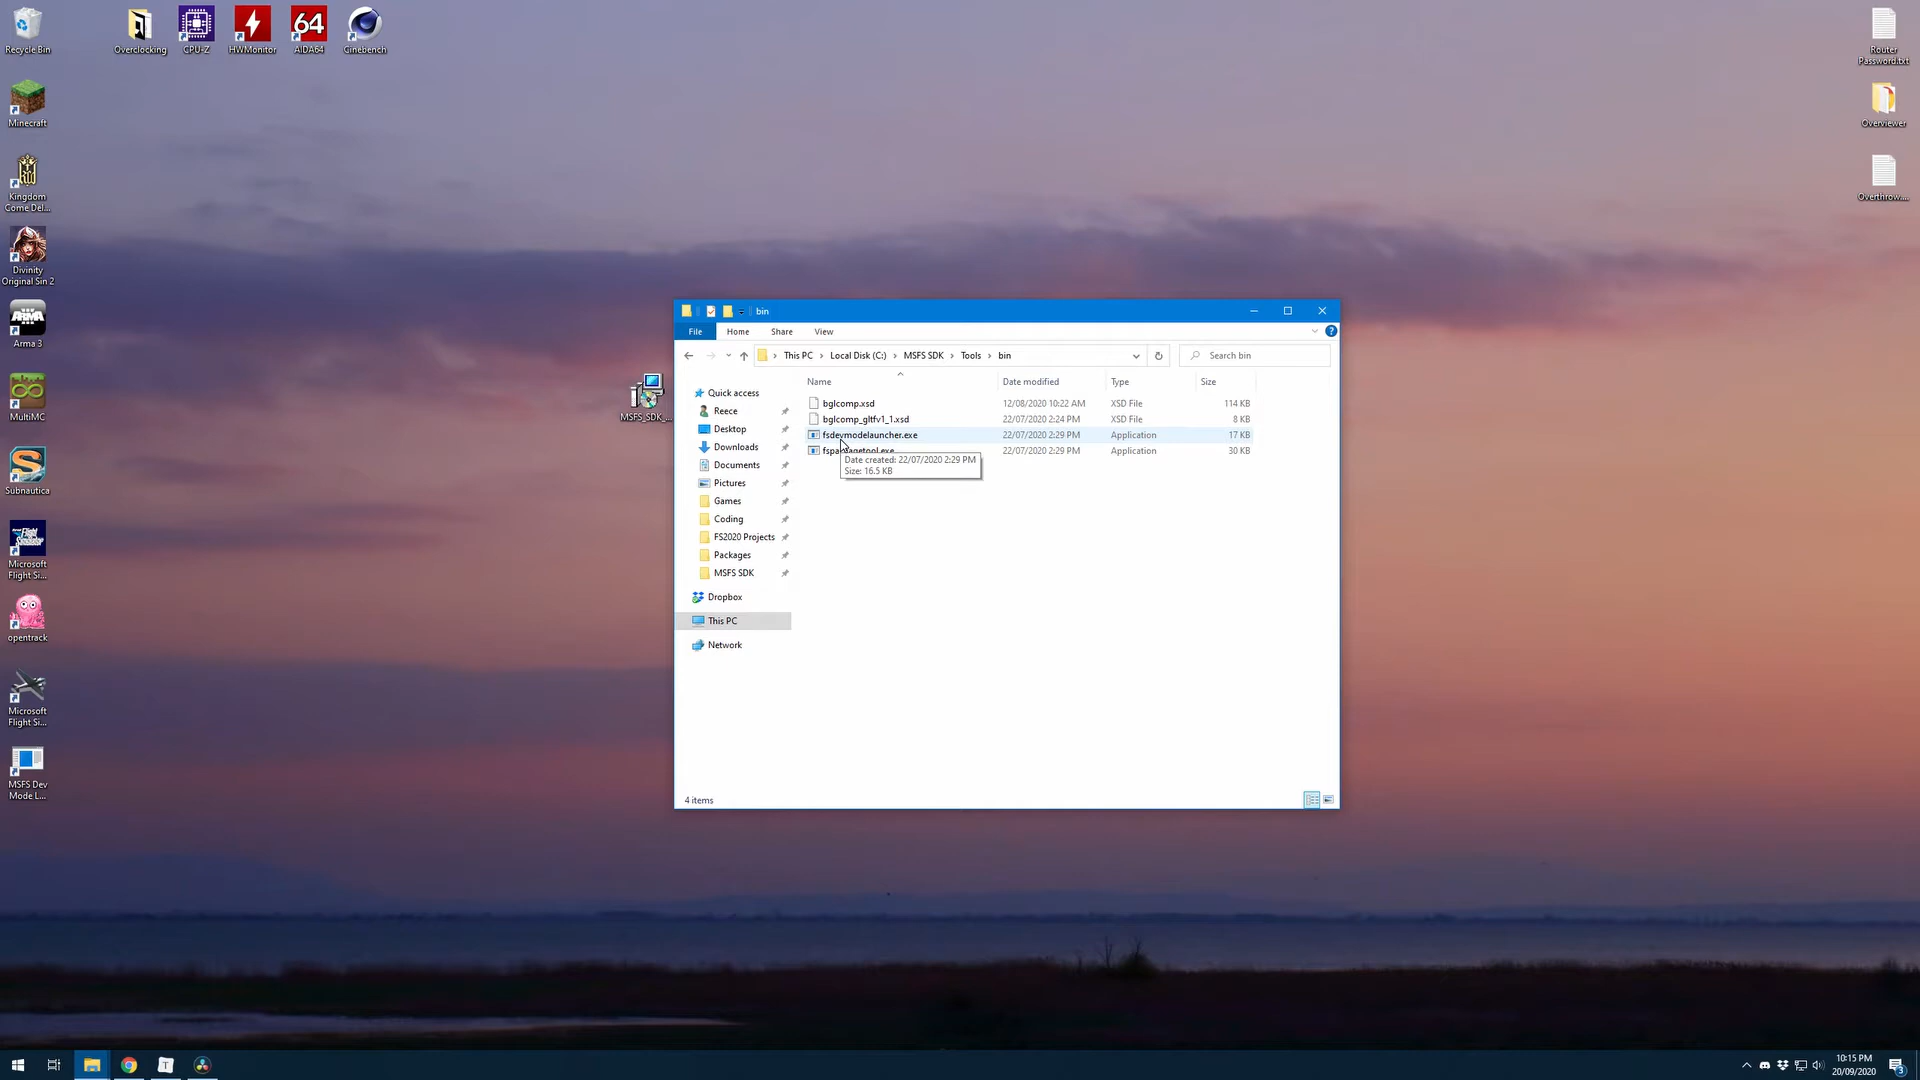 Recycle Bin
Overclocking
CPU-Z
HWMonitor
64
AIDA64
Cinebench
Minecraft
Kingdom
Come Del...
Divinity
Original Sin 2
ARMA
Arma 3
MultiMC
Subnautica
Microsoft
Flight Si...
opentrack
Microsoft
Flight Si...
MSFS Dev
Mode L...
MSFS_SDK_...
Router
Password.txt
Overviewer
Overthrow....
bin
File
Home
Share
View
This PC
Local Disk (C:)
MSFS SDK
Tools
bin
Search bin
Name
Date modified
Type
Size
bglcomp.xsd
12/08/2020 10:22 AM
XSD File
114 KB
bglcomp_gltfv1_1.xsd
22/07/2020 2:24 PM
XSD File
8 KB
fsdevmodelauncher.exe
22/07/2020 2:29 PM
Application
17 KB
fspackagetool.exe
22/07/2020 2:29 PM
Application
30 KB
Date created: 22/07/2020 2:29 PM
Size: 16.5 KB
Quick access
Reece
Desktop
Downloads
Documents
Pictures
Games
Coding
FS2020 Projects
Packages
MSFS SDK
Dropbox
This PC
Network
4 items
T
10:15 PM
20/09/2020
3